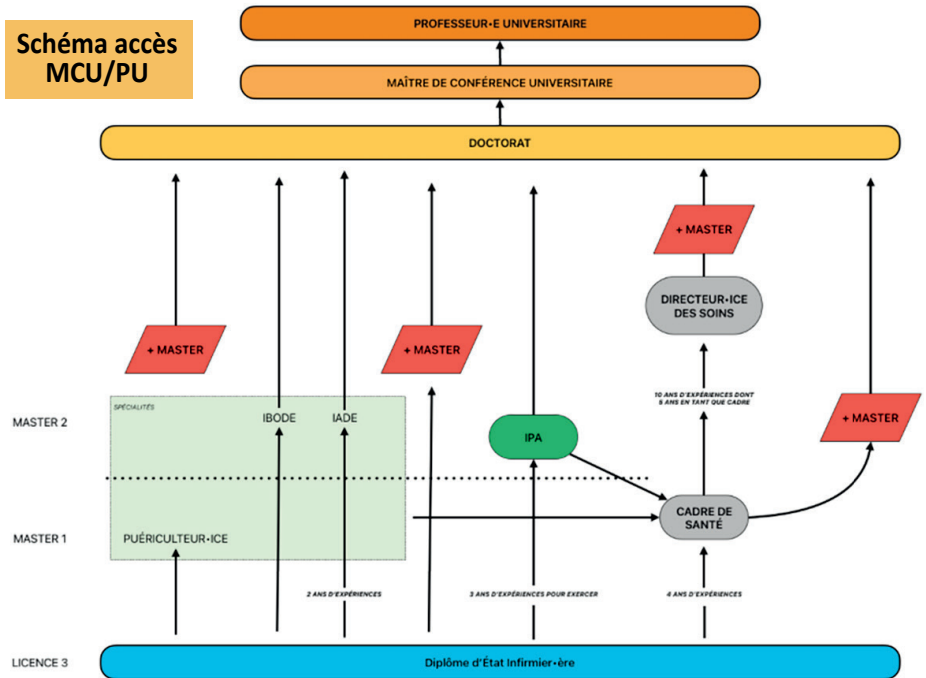 Schéma accès
MCU/PU
PROFESSEUR•E UNIVERSITAIRE
MAÎTRE DE CONFÉRENCE UNIVERSITAIRE
DOCTORAT
+ MASTER
DIRECTEUR•ICE
DES SOINS
+ MASTER
+ MASTER
10 ANS D'EXPÉRIENCES DONT
5 ANS EN TANT QUE CADRE
+ MASTER
SPÉCIALITÉS
MASTER 2
IBODE
IADE
IPA
CADRE DE
SANTÉ
MASTER 1
PUÉRICULTEUR•ICE
2 ANS D'EXPÉRIENCES
3 ANS D'EXPÉRIENCES POUR EXERCER
4 ANS D'EXPÉRIENCES
LICENCE 3
Diplôme d'État Infirmier•ère